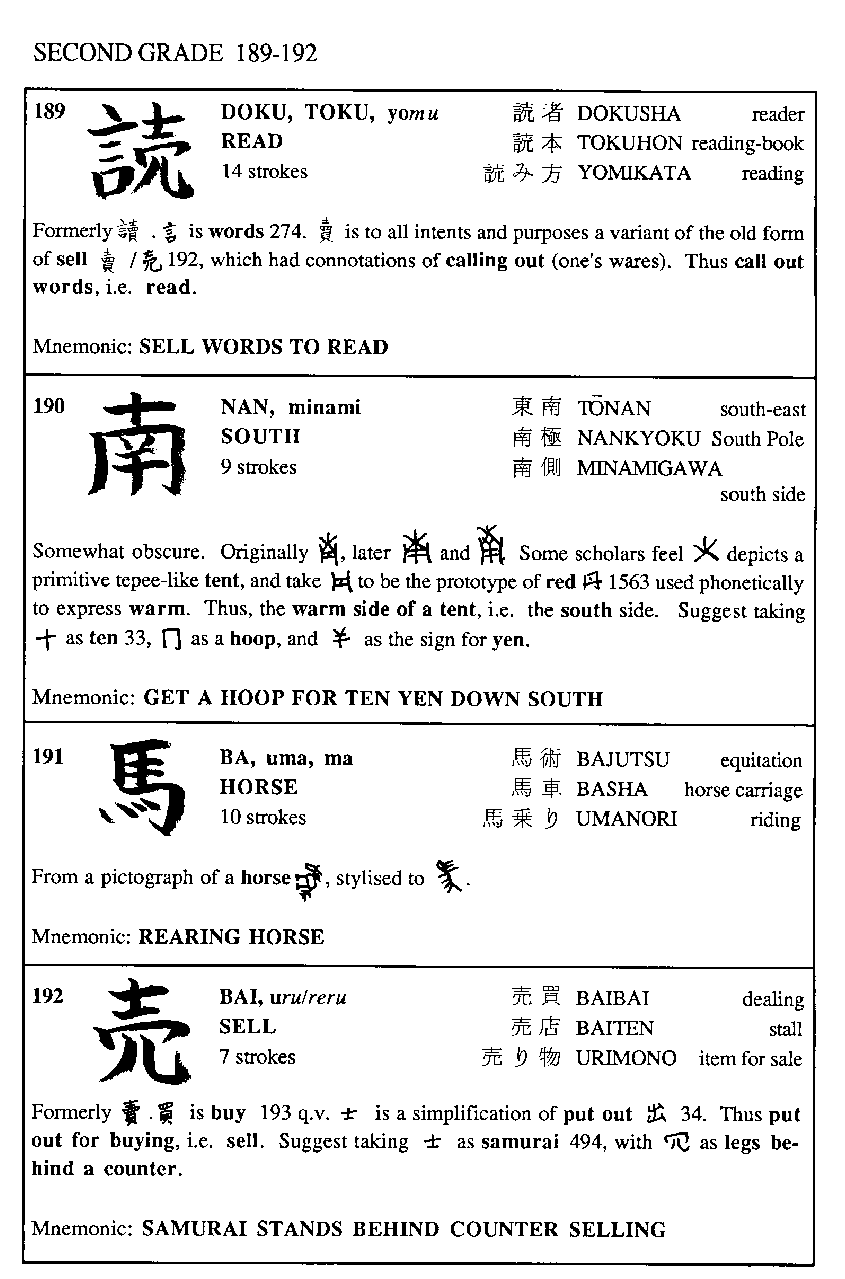 SECOND GRADE 189-192
189 読 DOKU, TOKU, yomu 読者 DOKUSHA reader
READ 読本 TOKUHON reading-book
14 strokes 読み方 YOMIKATA reading
Formerly 讀 . 言 is words 274. 賣 is to all intents and purposes a variant of the old form
of sell 賣 / 売 192, which had connotations of calling out (one's wares). Thus call out
words, i.e. read.
Mnemonic: SELL WORDS TO READ
190 南 NAN, minami 東南 TŌNAN south-east
SOUTH 南極 NANKYOKU South Pole
9 strokes 南側 MINAMIGAWA
south side
Somewhat obscure. Originally , later and . Some scholars feel depicts a
primitive tepee-like tent, and take to be the prototype of red 丹 1563 used phonetically
to express warm. Thus, the warm side of a tent, i.e. the south side. Suggest taking
十 as ten 33, 冂 as a hoop, and as the sign for yen.
Mnemonic: GET A HOOP FOR TEN YEN DOWN SOUTH
191 馬 BA, uma, ma 馬術 BAJUTSU equitation
HORSE 馬車 BASHA horse carriage
10 strokes 馬乗り UMANORI riding
From a pictograph of a horse , stylised to .
Mnemonic: REARING HORSE
192 売 BAI, uru/reru 売買 BAIBAI dealing
SELL 売店 BAITEN stall
7 strokes 売り物 URIMONO item for sale
Formerly 賣 . 買 is buy 193 q.v. 士 is a simplification of put out 出 34. Thus put
out for buying, i.e. sell. Suggest taking 士 as samurai 494, with as legs be-
hind a counter.
Mnemonic: SAMURAI STANDS BEHIND COUNTER SELLING